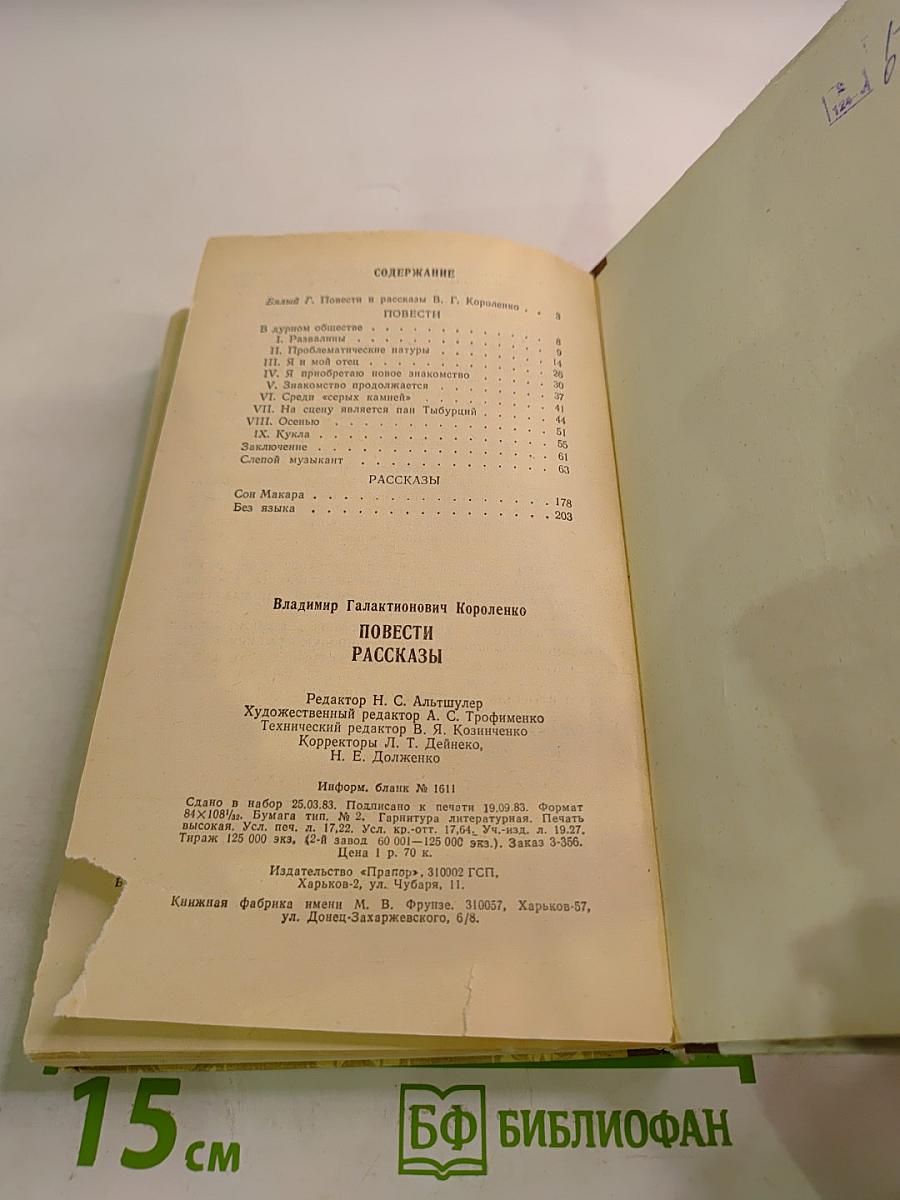 СОДЕРЖАНИЕ
Бялый Г. Повести и рассказы В. Г. Короленко . . 3
ПОВЕСТИ
В дурном обществе . . . . . . . . . . . 8
I. Развалины . . . . . . . . . . . 9
II. Проблематические натуры . . . . . . 14
III. Я и мой отец . . . . . . . . . . 26
IV. Я приобретаю новое знакомство . . . . 30
V. Знакомство продолжается . . . . . . 37
VI. Среди «серых камней» . . . . . . . 41
VII. На сцену является пан Тыбурций . . . . 44
VIII. Осенью . . . . . . . . . . . . 51
IX. Кукла . . . . . . . . . . . . 55
Заключение . . . . . . . . . . . . . 61
Слепой музыкант . . . . . . . . . . . 63
РАССКАЗЫ
Сон Макара . . . . . . . . . . . . . 178
Без языка . . . . . . . . . . . . . . 203
Владимир Галактионович Короленко
ПОВЕСТИ
РАССКАЗЫ
Редактор Н. С. Альтшулер
Художественный редактор А. С. Трофименко
Технический редактор В. Я. Козинченко
Корректоры Л. Т. Дейнеко,
Н. Е. Долженко
Информ. бланк № 1611
Сдано в набор 25.03.83. Подписано к печати 19.09.83. Формат
84×108¹/₃₂. Бумага тип. № 2. Гарнитура литературная. Печать
высокая. Усл. печ. л. 17,22. Усл. кр.-отт. 17,64. Уч.-изд. л. 19.27.
Тираж 125 000 экз. (2-й завод 60 001—125 000 экз.). Заказ 3-356.
Цена 1 р. 70 к.
Издательство «Прапор», 310002 ГСП,
Харьков-2, ул. Чубаря, 11.
Книжная фабрика имени М. В. Фрунзе. 310057, Харьков-57,
ул. Донец-Захаржевского, 6/8.
15 см
БФ БИБЛИОФАН